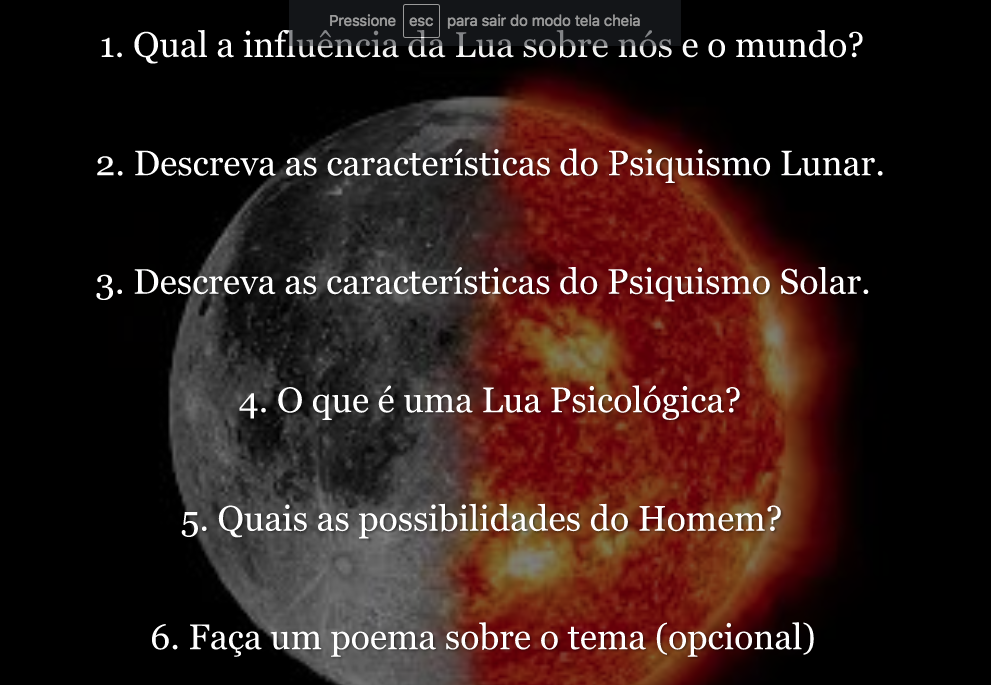 Pressione esc para sair do modo tela cheia
1. Qual a influência da Lua sobre nós e o mundo?
2. Descreva as características do Psiquismo Lunar.
3. Descreva as características do Psiquismo Solar.
4. O que é uma Lua Psicológica?
5. Quais as possibilidades do Homem?
6. Faça um poema sobre o tema (opcional)